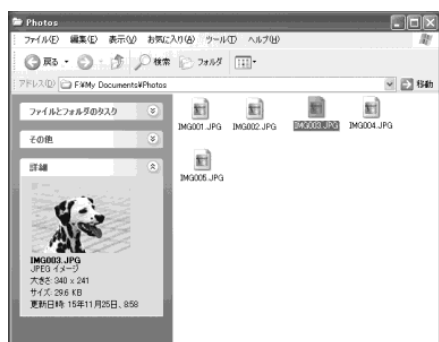 Photos
ファイル(F) 編集(E) 表示(V) お気に入り(A) ツール(T) ヘルプ(H)
戻る 検索 フォルダ
アドレス(D) F:¥My Documents¥Photos 移動
ファイルとフォルダのタスク
その他
詳細
IMG003.JPG
JPEG イメージ
大きさ: 340 x 241
サイズ: 29.6 KB
更新日時: 15年11月25日、8:58
IMG001.JPG IMG002.JPG IMG003.JPG IMG004.JPG
IMG005.JPG